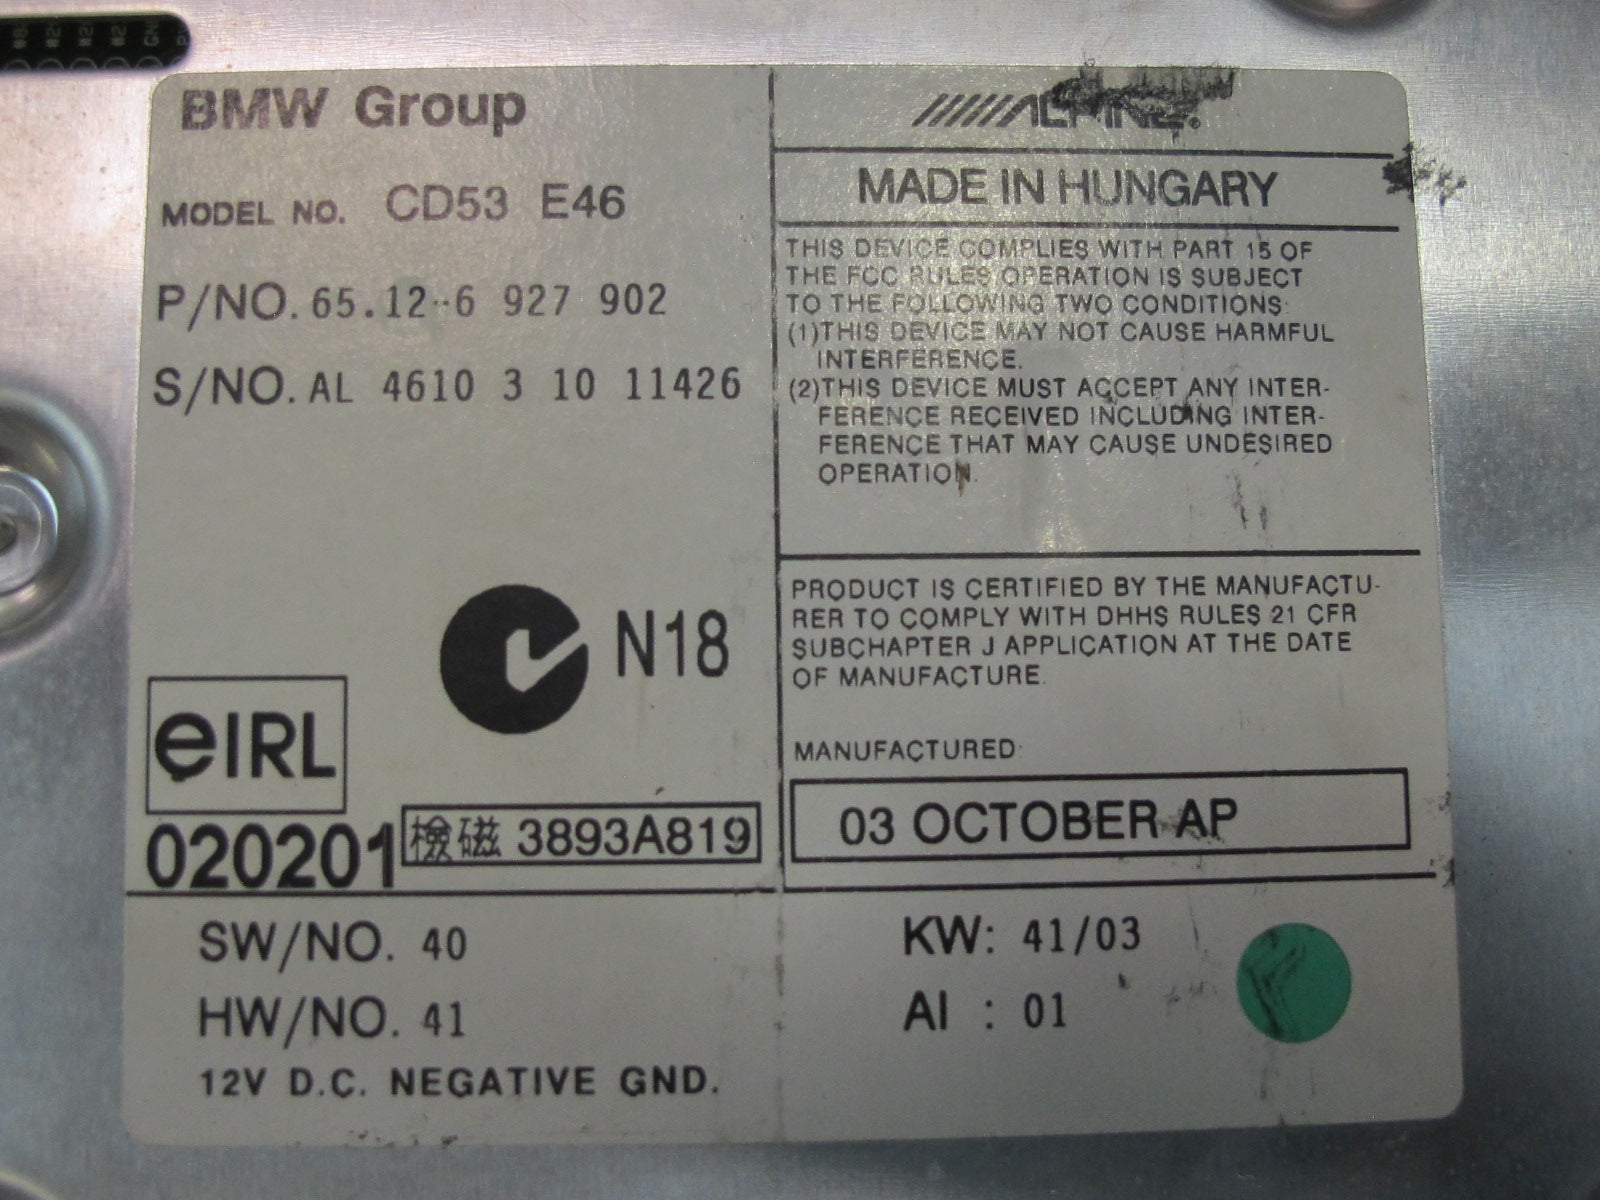 BMW Group
MODEL NO. CD53 E46
P/NO. 65.12-6 927 902
S/NO. AL 4610 3 10 11426
N18
eIRL
020201
檢磁 3893A819
ALPINE®
MADE IN HUNGARY
THIS DEVICE COMPLIES WITH PART 15 OF
THE FCC RULES OPERATION IS SUBJECT
TO THE FOLLOWING TWO CONDITIONS:
(1)THIS DEVICE MAY NOT CAUSE HARMFUL
INTERFERENCE.
(2)THIS DEVICE MUST ACCEPT ANY INTER-
FERENCE RECEIVED INCLUDING INTER-
FERENCE THAT MAY CAUSE UNDESIRED
OPERATION.
PRODUCT IS CERTIFIED BY THE MANUFACTU-
RER TO COMPLY WITH DHHS RULES 21 CFR
SUBCHAPTER J APPLICATION AT THE DATE
OF MANUFACTURE.
MANUFACTURED:
03 OCTOBER AP
SW/NO. 40
HW/NO. 41
12V D.C. NEGATIVE GND.
KW: 41/03
AI : 01